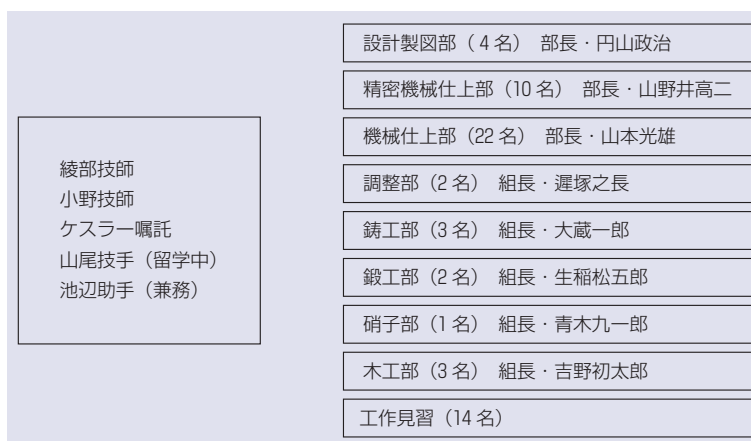 綾部技師
小野技師
ケスラー嘱託
山尾技手（留学中）
池辺助手（兼務）
設計製図部（4名） 部長・円山政治
精密機械仕上部（10名） 部長・山野井高二
機械仕上部（22名） 部長・山本光雄
調整部（2名） 組長・遲塚之長
鋳工部（3名） 組長・大蔵一郎
鍛工部（2名） 組長・生稲松五郎
硝子部（1名） 組長・青木九一郎
木工部（3名） 組長・吉野初太郎
工作見習（14名）